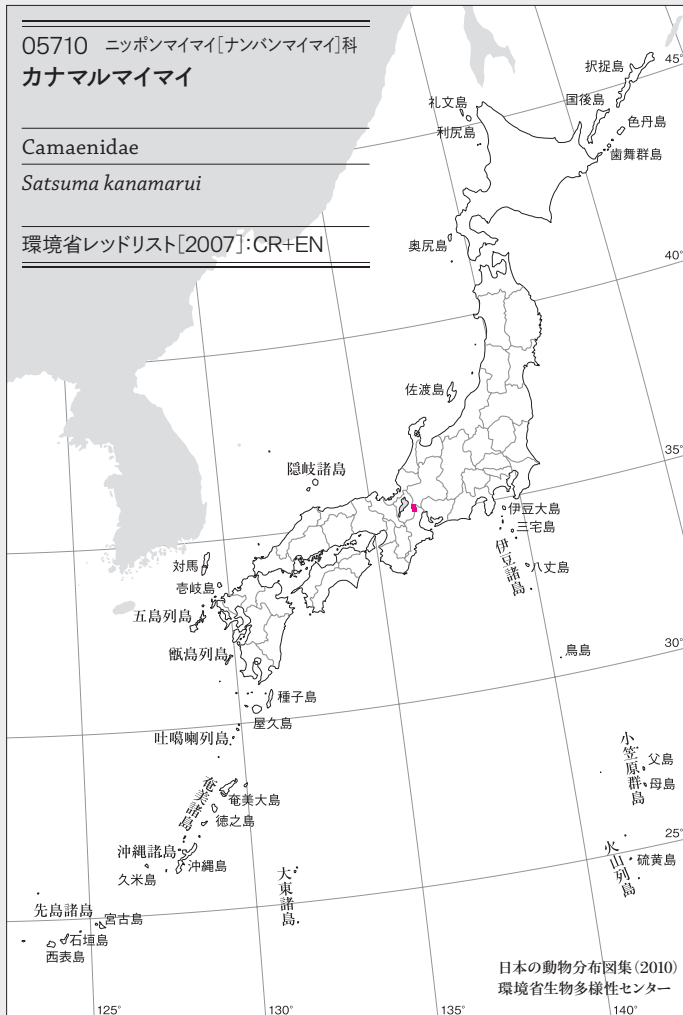 05710 ニッポンマイマイ[ナンバンマイマイ]科
カナマルマイマイ
Camaenidae
Satsuma kanamarui
環境省レッドリスト[2007]:CR+EN
択捉島
45°
国後島
礼文島
色丹島
利尻島
歯舞群島
奥尻島
40°
佐渡島
35°
隠岐諸島
伊豆大島
三宅島
対馬
八丈島
伊豆諸島
壱岐島
五島列島
甑島列島
鳥島
30°
種子島
屋久島
吐噶喇列島
小笠原群島
父島
母島
奄美諸島
奄美大島
徳之島
25°
沖縄諸島
沖縄島
火山列島
硫黄島
久米島
大東諸島
先島諸島
宮古島
石垣島
西表島
日本の動物分布図集(2010)
環境省生物多様性センター
125°
130°
135°
140°